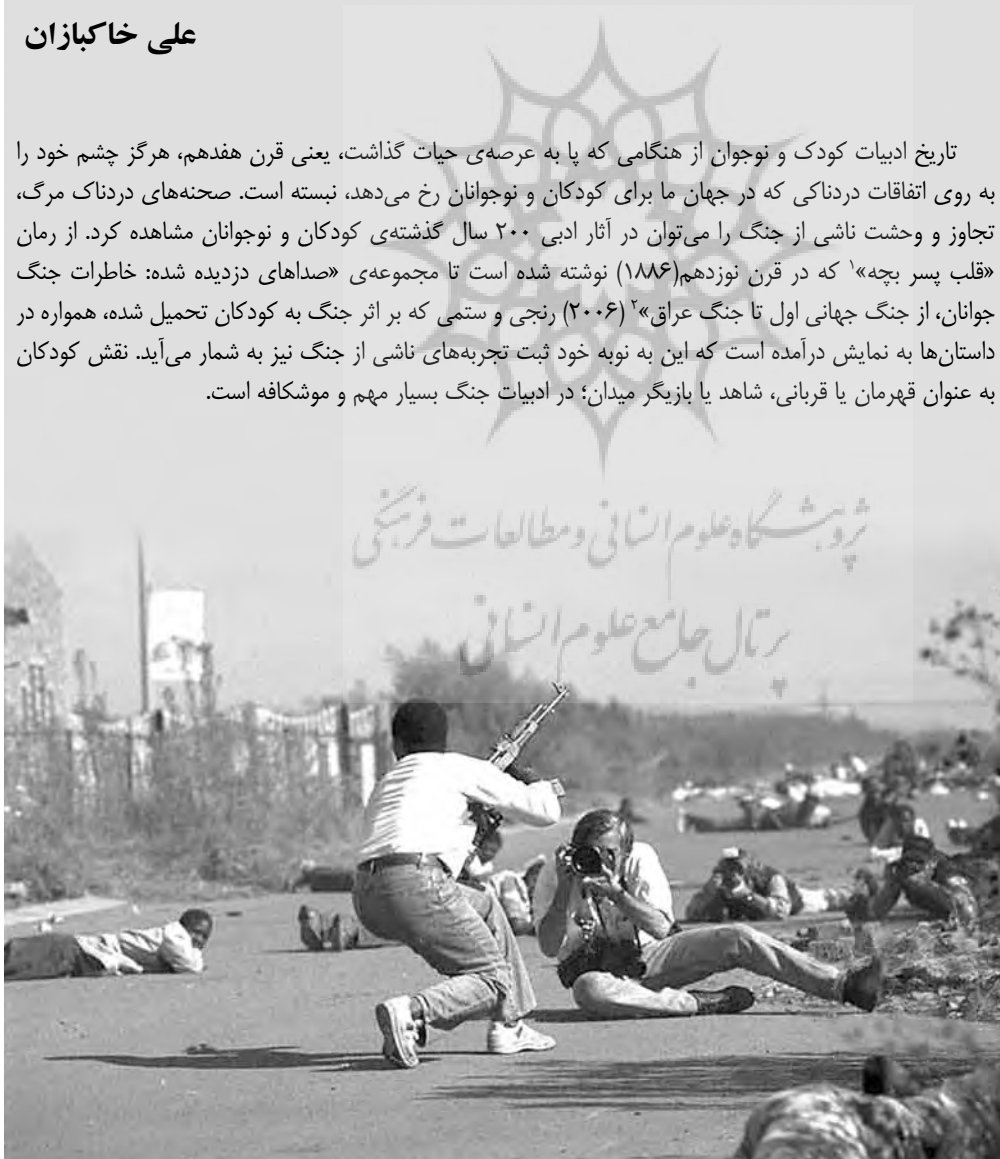 علی خاکبازان
تاریخ ادبیات کودک و نوجوان از هنگامی که پا به عرصه‌ی حیات گذاشت، یعنی قرن هفدهم، هرگز چشم خود را
به روی اتفاقات دردناکی که در جهان ما برای کودکان و نوجوانان رخ می‌دهد، نبسته است. صحنه‌های دردناک مرگ،
تجاوز و وحشت ناشی از جنگ را می‌توان در آثار ادبی ۲۰۰ سال گذشته‌ی کودکان و نوجوانان مشاهده کرد. از رمان
«قلب پسر بچه»۱ که در قرن نوزدهم(۱۸۸۶) نوشته شده است تا مجموعه‌ی «صداهای دزدیده شده: خاطرات جنگ
جوانان، از جنگ جهانی اول تا جنگ عراق»۲ (۲۰۰۶) رنجی و ستمی که بر اثر جنگ به کودکان تحمیل شده، همواره در
داستان‌ها به نمایش درآمده است که این به نوبه خود ثبت تجربه‌های ناشی از جنگ نیز به شمار می‌آید. نقش کودکان
به عنوان قهرمان یا قربانی، شاهد یا بازیگر میدان؛ در ادبیات جنگ بسیار مهم و موشکافه است.
پژوهشگاه علوم انسانی و مطالعات فرهنگی
پرتال جامع علوم انسانی